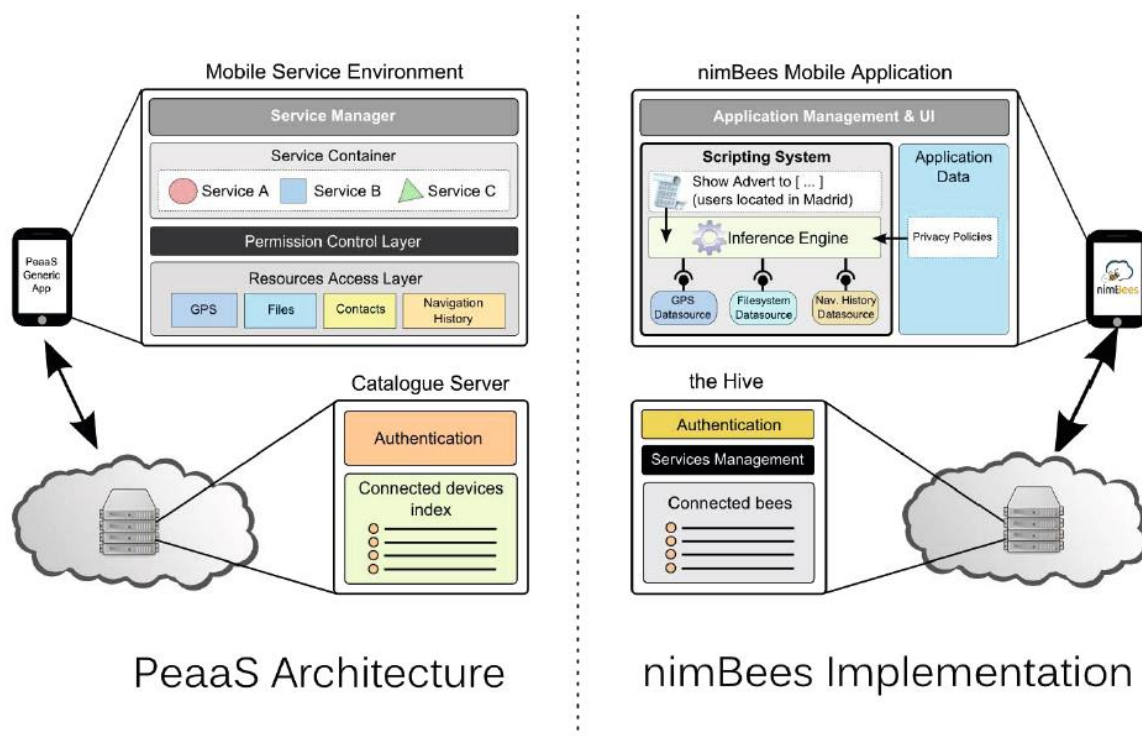 Mobile Service Environment
Service Manager
Service Container
Service A
Service B
Service C
Permission Control Layer
Resources Access Layer
GPS
Files
Contacts
Navigation
History
PeaaS
Generic
App
Catalogue Server
Authentication
Connected devices
index
PeaaS Architecture
nimBees Mobile Application
Application Management & UI
Scripting System
Show Advert to [ ... ]
(users located in Madrid)
Inference Engine
GPS
Datasource
Filesystem
Datasource
Nav. History
Datasource
Application
Data
Privacy Policies
nimBees
the Hive
Authentication
Services Management
Connected bees
nimBees Implementation